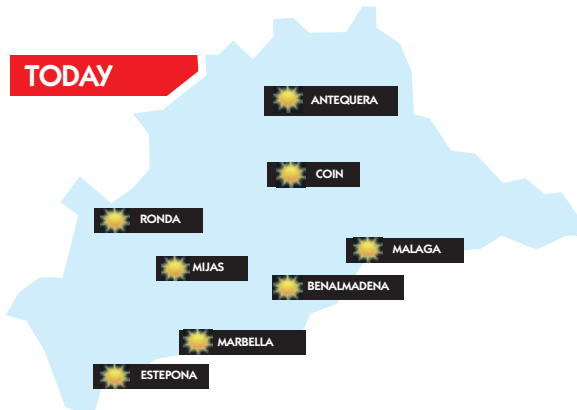 TODAY
ANTEQUERA
COIN
RONDA
MALAGA
MIJAS
BENALMADENA
MARBELLA
ESTEPONA